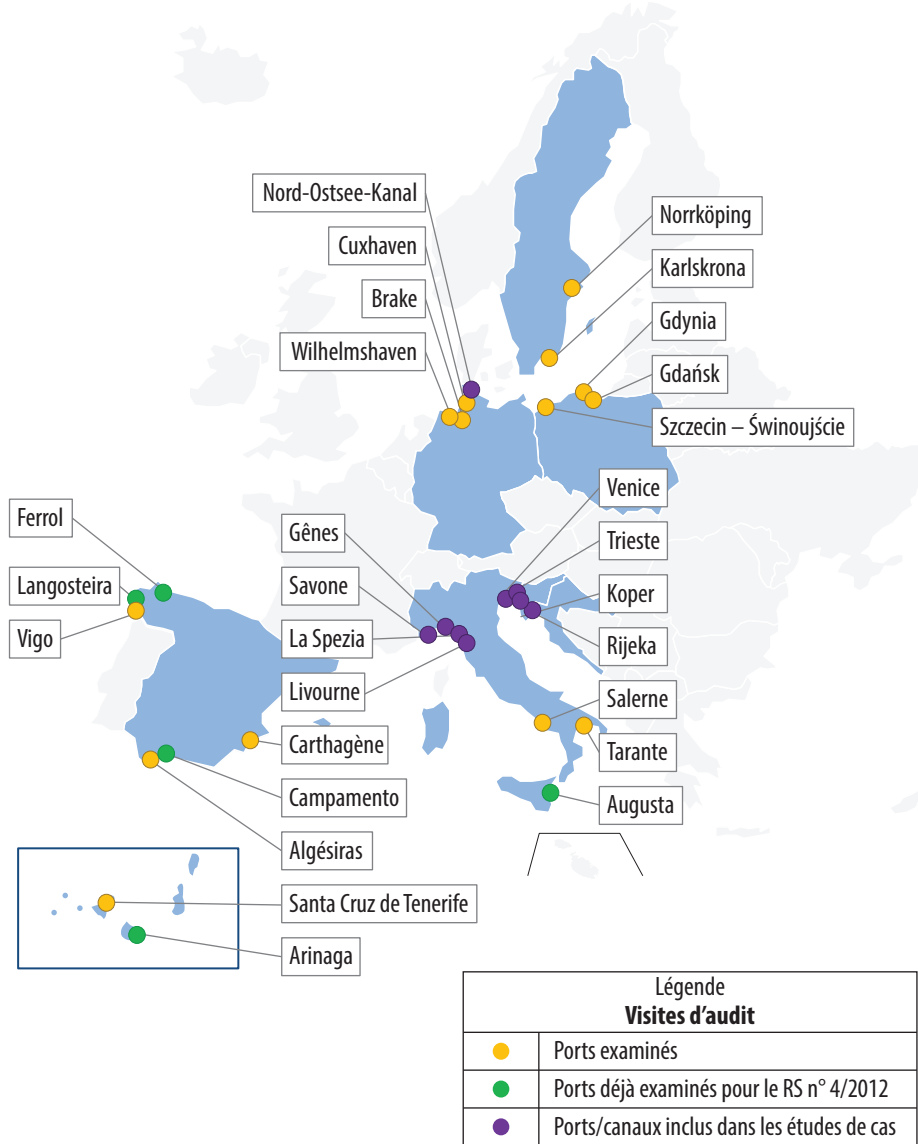 Nord-Ostsee-Kanal
Cuxhaven
Brake
Wilhelmshaven
Norrköping
Karlskrona
Gdynia
Gdańsk
Szczecin – Świnoujście
Venice
Trieste
Koper
Rijeka
Ferrol
Langosteira
Vigo
Gênes
Savone
La Spezia
Livourne
Carthagène
Campamento
Algésiras
Santa Cruz de Tenerife
Arinaga
Salerne
Tarante
Augusta
Légende
Visites d'audit
Ports examinés
Ports déjà examinés pour le RS n° 4/2012
Ports/canaux inclus dans les études de cas